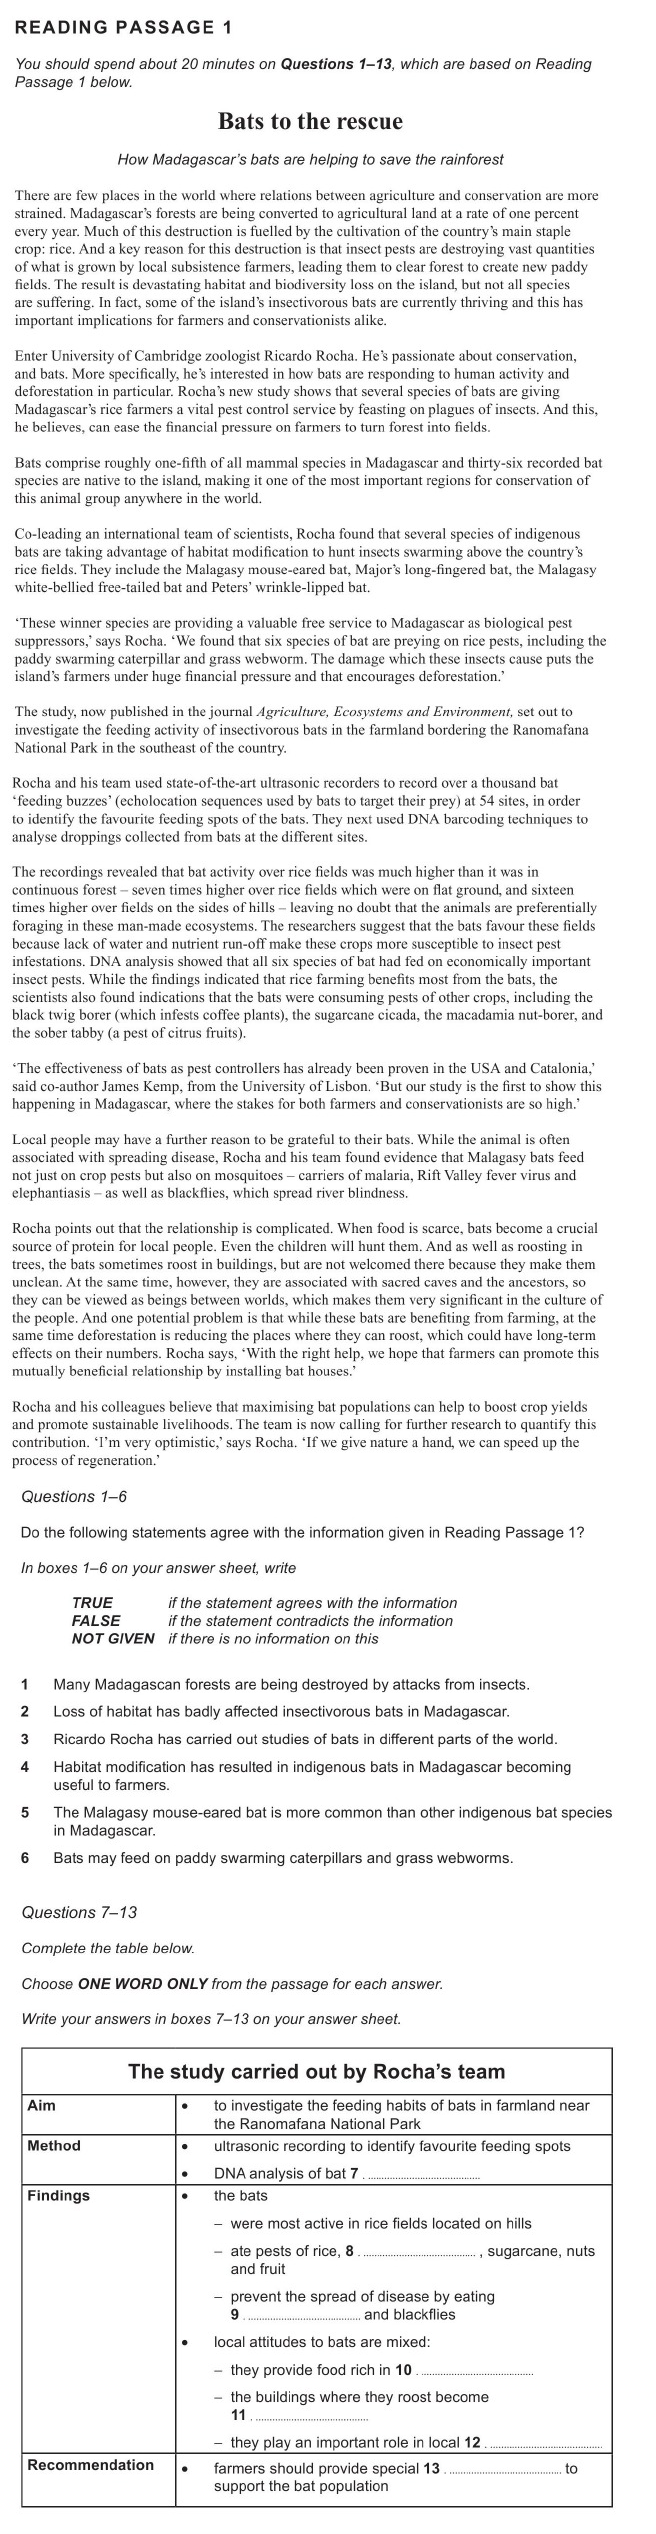 READING PASSAGE 1
You should spend about 20 minutes on Questions 1–13, which are based on Reading
Passage 1 below.
Bats to the rescue
How Madagascar's bats are helping to save the rainforest
There are few places in the world where relations between agriculture and conservation are more
strained. Madagascar's forests are being converted to agricultural land at a rate of one percent
every year. Much of this destruction is fuelled by the cultivation of the country's main staple
crop: rice. And a key reason for this destruction is that insect pests are destroying vast quantities
of what is grown by local subsistence farmers, leading them to clear forest to create new paddy
fields. The result is devastating habitat and biodiversity loss on the island, but not all species
are suffering. In fact, some of the island's insectivorous bats are currently thriving and this has
important implications for farmers and conservationists alike.
Enter University of Cambridge zoologist Ricardo Rocha. He's passionate about conservation,
and bats. More specifically, he's interested in how bats are responding to human activity and
deforestation in particular. Rocha's new study shows that several species of bats are giving
Madagascar's rice farmers a vital pest control service by feasting on plagues of insects. And this,
he believes, can ease the financial pressure on farmers to turn forest into fields.
Bats comprise roughly one-fifth of all mammal species in Madagascar and thirty-six recorded bat
species are native to the island, making it one of the most important regions for conservation of
this animal group anywhere in the world.
Co-leading an international team of scientists, Rocha found that several species of indigenous
bats are taking advantage of habitat modification to hunt insects swarming above the country's
rice fields. They include the Malagasy mouse-eared bat, Major's long-fingered bat, the Malagasy
white-bellied free-tailed bat and Peters' wrinkle-lipped bat.
'These winner species are providing a valuable free service to Madagascar as biological pest
suppressors,' says Rocha. 'We found that six species of bat are preying on rice pests, including the
paddy swarming caterpillar and grass webworm. The damage which these insects cause puts the
island's farmers under huge financial pressure and that encourages deforestation.'
The study, now published in the journal Agriculture, Ecosystems and Environment, set out to
investigate the feeding activity of insectivorous bats in the farmland bordering the Ranomafana
National Park in the southeast of the country.
Rocha and his team used state-of-the-art ultrasonic recorders to record over a thousand bat
'feeding buzzes' (echolocation sequences used by bats to target their prey) at 54 sites, in order
to identify the favourite feeding spots of the bats. They next used DNA barcoding techniques to
analyse droppings collected from bats at the different sites.
The recordings revealed that bat activity over rice fields was much higher than it was in
continuous forest – seven times higher over rice fields which were on flat ground, and sixteen
times higher over fields on the sides of hills – leaving no doubt that the animals are preferentially
foraging in these man-made ecosystems. The researchers suggest that the bats favour these fields
because lack of water and nutrient run-off make these crops more susceptible to insect pest
infestations. DNA analysis showed that all six species of bat had fed on economically important
insect pests. While the findings indicated that rice farming benefits most from the bats, the
scientists also found indications that the bats were consuming pests of other crops, including the
black twig borer (which infests coffee plants), the sugarcane cicada, the macadamia nut-borer, and
the sober tabby (a pest of citrus fruits).
'The effectiveness of bats as pest controllers has already been proven in the USA and Catalonia,'
said co-author James Kemp, from the University of Lisbon. 'But our study is the first to show this
happening in Madagascar, where the stakes for both farmers and conservationists are so high.'
Local people may have a further reason to be grateful to their bats. While the animal is often
associated with spreading disease, Rocha and his team found evidence that Malagasy bats feed
not just on crop pests but also on mosquitoes – carriers of malaria, Rift Valley fever virus and
elephantiasis – as well as blackflies, which spread river blindness.
Rocha points out that the relationship is complicated. When food is scarce, bats become a crucial
source of protein for local people. Even the children will hunt them. And as well as roosting in
trees, the bats sometimes roost in buildings, but are not welcomed there because they make them
unclean. At the same time, however, they are associated with sacred caves and the ancestors, so
they can be viewed as beings between worlds, which makes them very significant in the culture of
the people. And one potential problem is that while these bats are benefiting from farming, at the
same time deforestation is reducing the places where they can roost, which could have long-term
effects on their numbers. Rocha says, 'With the right help, we hope that farmers can promote this
mutually beneficial relationship by installing bat houses.'
Rocha and his colleagues believe that maximising bat populations can help to boost crop yields
and promote sustainable livelihoods. The team is now calling for further research to quantify this
contribution. 'I'm very optimistic,' says Rocha. 'If we give nature a hand, we can speed up the
process of regeneration.'
Questions 1–6
Do the following statements agree with the information given in Reading Passage 1?
In boxes 1–6 on your answer sheet, write
TRUE if the statement agrees with the information
FALSE if the statement contradicts the information
NOT GIVEN if there is no information on this
1 Many Madagascan forests are being destroyed by attacks from insects.
2 Loss of habitat has badly affected insectivorous bats in Madagascar.
3 Ricardo Rocha has carried out studies of bats in different parts of the world.
4 Habitat modification has resulted in indigenous bats in Madagascar becoming
useful to farmers.
5 The Malagasy mouse-eared bat is more common than other indigenous bat species
in Madagascar.
6 Bats may feed on paddy swarming caterpillars and grass webworms.
Questions 7–13
Complete the table below.
Choose ONE WORD ONLY from the passage for each answer.
Write your answers in boxes 7–13 on your answer sheet.
The study carried out by Rocha's team
Aim • to investigate the feeding habits of bats in farmland near
the Ranomafana National Park
Method • ultrasonic recording to identify favourite feeding spots
• DNA analysis of bat 7 ........................................
Findings • the bats
– were most active in rice fields located on hills
– ate pests of rice, 8 ........................................ , sugarcane, nuts
and fruit
– prevent the spread of disease by eating
9 ........................................ and blackflies
• local attitudes to bats are mixed:
– they provide food rich in 10 ........................................
– the buildings where they roost become
11 ........................................
– they play an important role in local 12 ........................................
Recommendation • farmers should provide special 13 ........................................ to
support the bat population